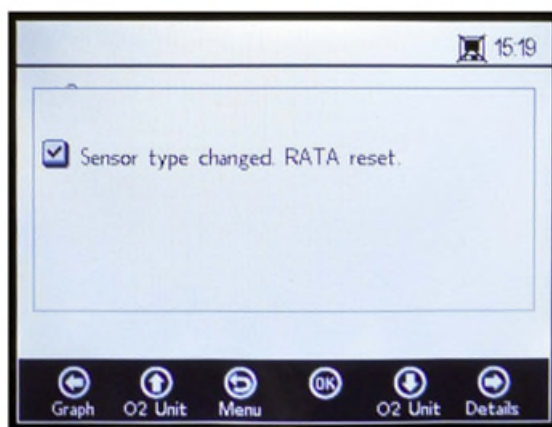 15:19
Sensor type changed. RATA reset.
OK
Graph O2 Unit Menu O2 Unit Details